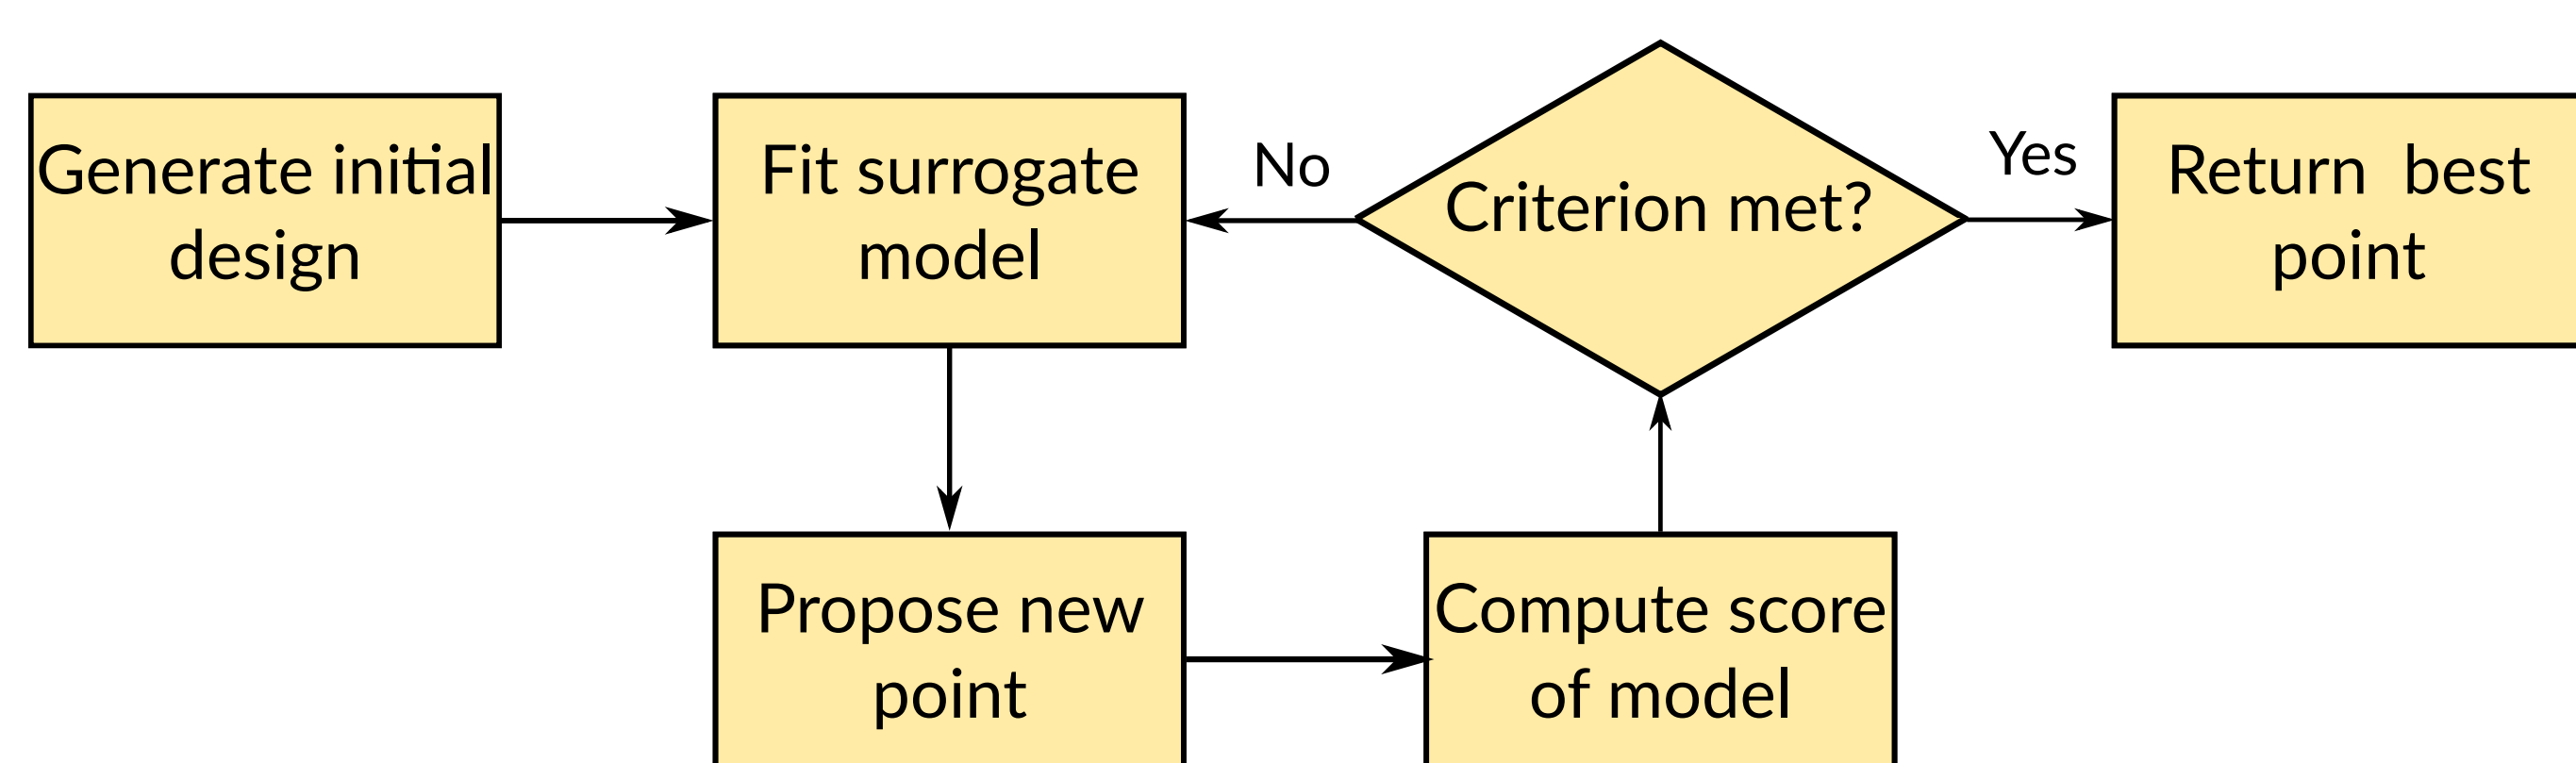 Generate initial
design
Fit surrogate
model
No
Criterion met?
Yes
Return best
point
Propose new
point
Compute score
of model